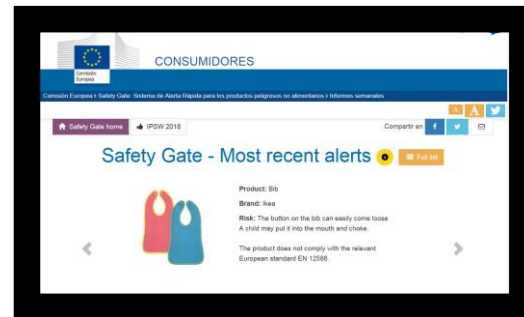 CONSUMIDORES
Comisión
Europea
Comisión Europea > Safety Gate: Sistema de Alerta Rápida para los productos peligrosos no alimentarios > Informes semanales
A A
Safety Gate home IPSW 2018 Compartir en f
Safety Gate - Most recent alerts i Full list
Product: Bib
Brand: Ikea
Risk: The button on the bib can easily come loose
A child may put it into the mouth and choke.
The product does not comply with the relevant
European standard EN 12586.